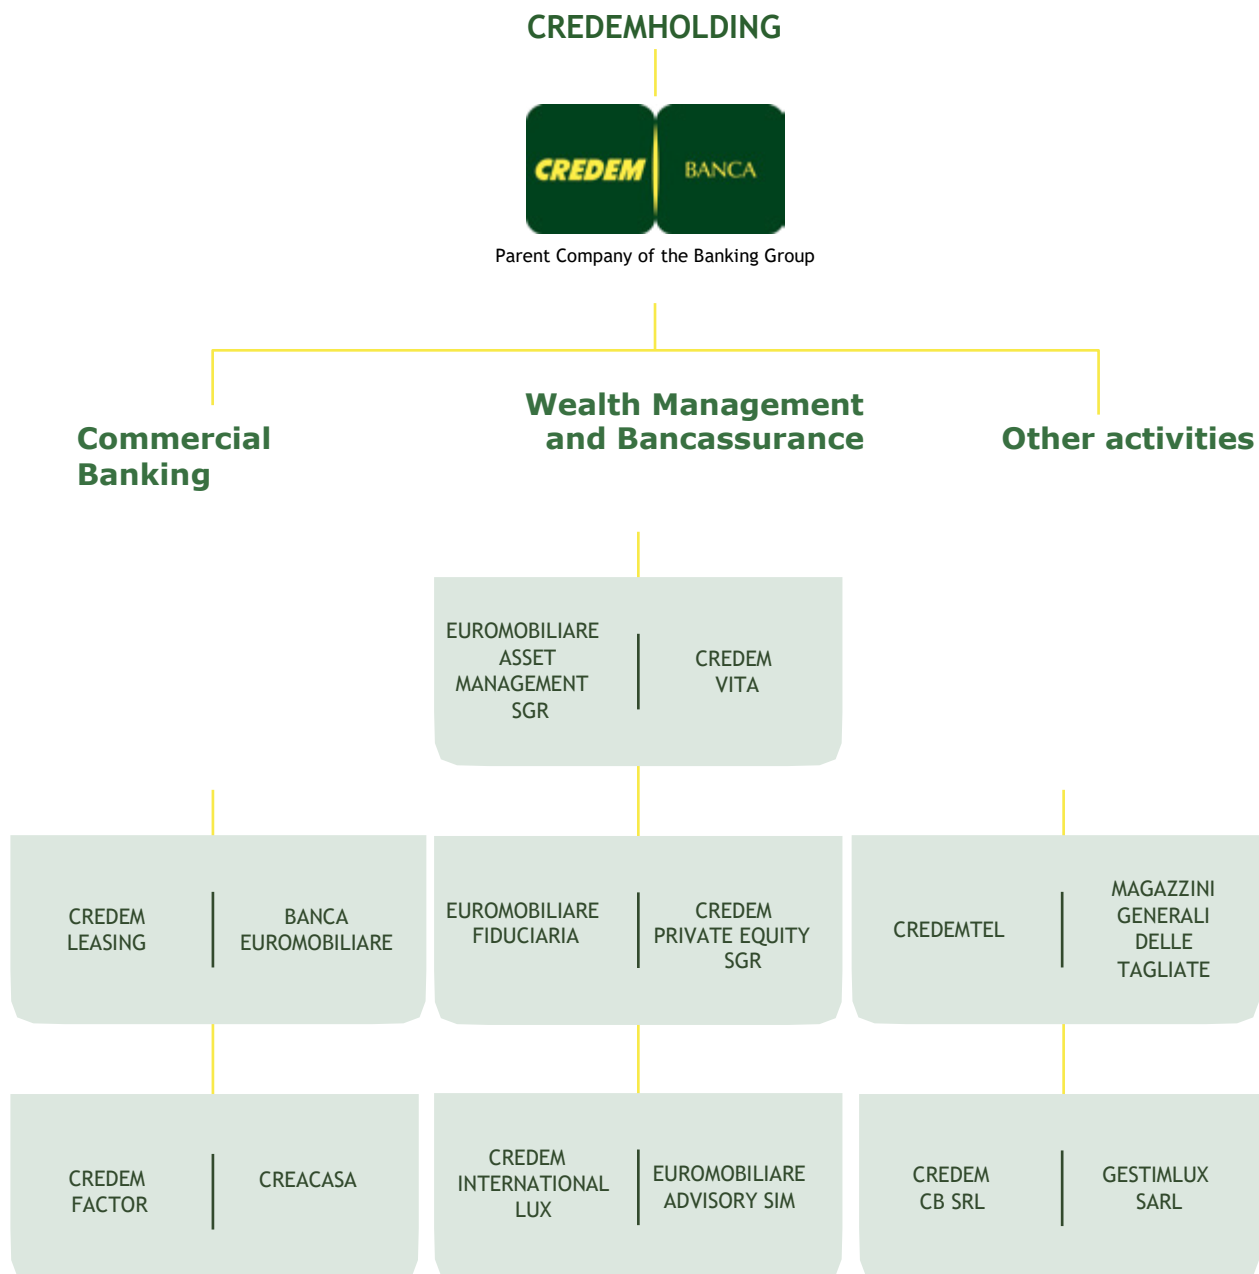 CREDEMHOLDING
CREDEM
BANCA
Parent Company of the Banking Group
Commercial
Banking
Wealth Management
and Bancassurance
Other activities
EUROMOBILIARE
ASSET
MANAGEMENT
SGR
CREDEM
VITA
CREDEM
LEASING
BANCA
EUROMOBILIARE
EUROMOBILIARE
FIDUCIARIA
CREDEM
PRIVATE EQUITY
SGR
CREDEMTEL
MAGAZZINI
GENERALI
DELLE
TAGLIATE
CREDEM
FACTOR
CREACASA
CREDEM
INTERNATIONAL
LUX
EUROMOBILIARE
ADVISORY SIM
CREDEM
CB SRL
GESTIMLUX
SARL